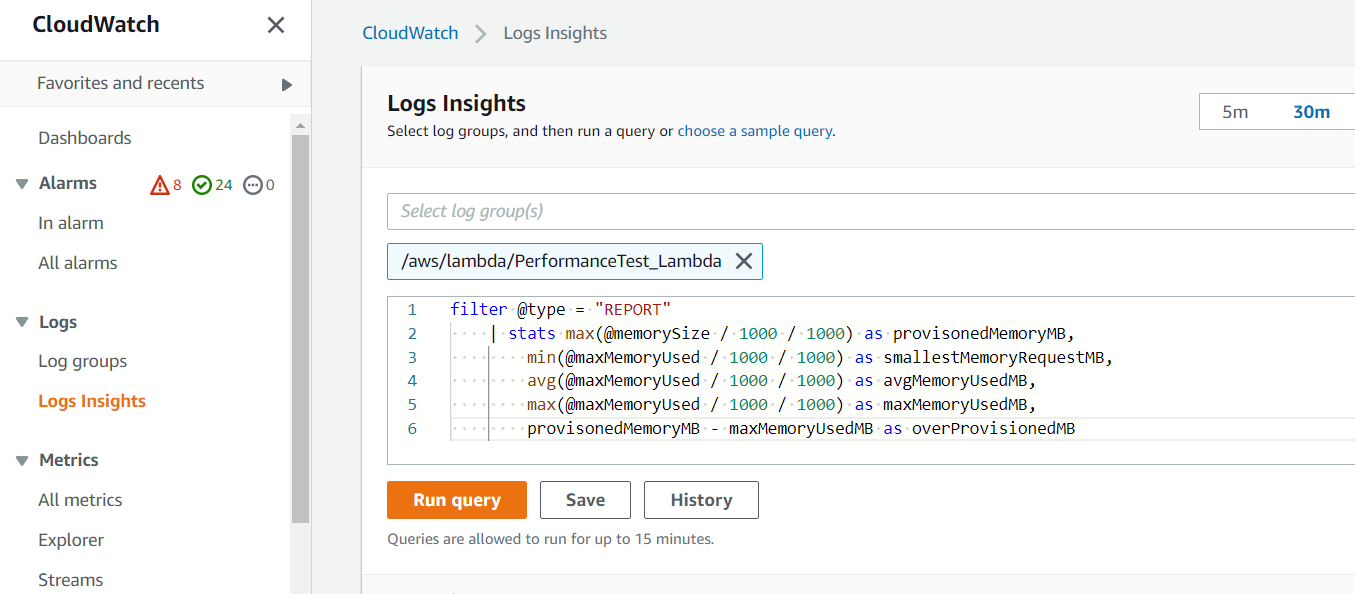 CloudWatch
Favorites and recents
Dashboards
Alarms 8 24 0
In alarm
All alarms
Logs
Log groups
Logs Insights
Metrics
All metrics
Explorer
Streams
CloudWatch Logs Insights
Logs Insights
Select log groups, and then run a query or choose a sample query.
5m 30m
Select log group(s)
/aws/lambda/PerformanceTest_Lambda
1 filter @type = "REPORT"
2 | stats max(@memorySize / 1000 / 1000) as provisonedMemoryMB,
3 min(@maxMemoryUsed / 1000 / 1000) as smallestMemoryRequestMB,
4 avg(@maxMemoryUsed / 1000 / 1000) as avgMemoryUsedMB,
5 max(@maxMemoryUsed / 1000 / 1000) as maxMemoryUsedMB,
6 provisonedMemoryMB - maxMemoryUsedMB as overProvisionedMB
Run query Save History
Queries are allowed to run for up to 15 minutes.